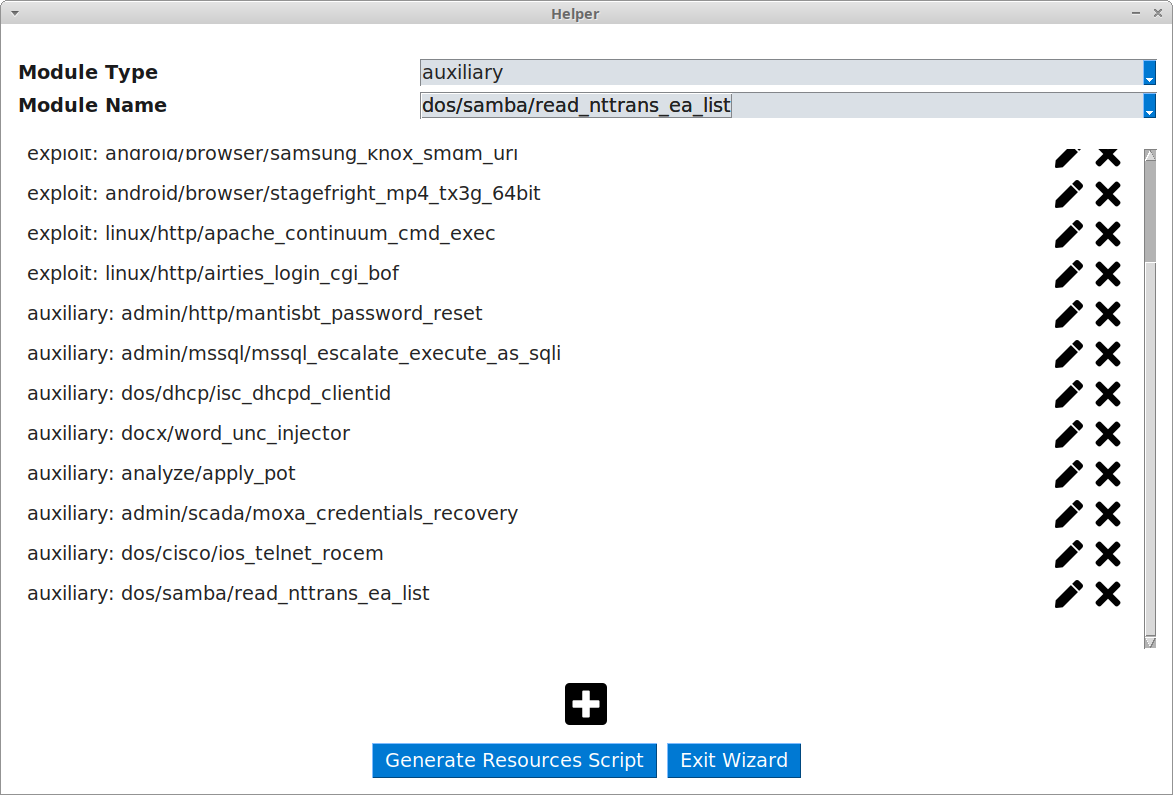 Helper
Module Type auxiliary
Module Name dos/samba/read_nttrans_ea_list
exploit: android/browser/samsung_knox_smdm_url
exploit: android/browser/stagefright_mp4_tx3g_64bit
exploit: linux/http/apache_continuum_cmd_exec
exploit: linux/http/airties_login_cgi_bof
auxiliary: admin/http/mantisbt_password_reset
auxiliary: admin/mssql/mssql_escalate_execute_as_sqli
auxiliary: dos/dhcp/isc_dhcpd_clientid
auxiliary: docx/word_unc_injector
auxiliary: analyze/apply_pot
auxiliary: admin/scada/moxa_credentials_recovery
auxiliary: dos/cisco/ios_telnet_rocem
auxiliary: dos/samba/read_nttrans_ea_list
Generate Resources Script Exit Wizard